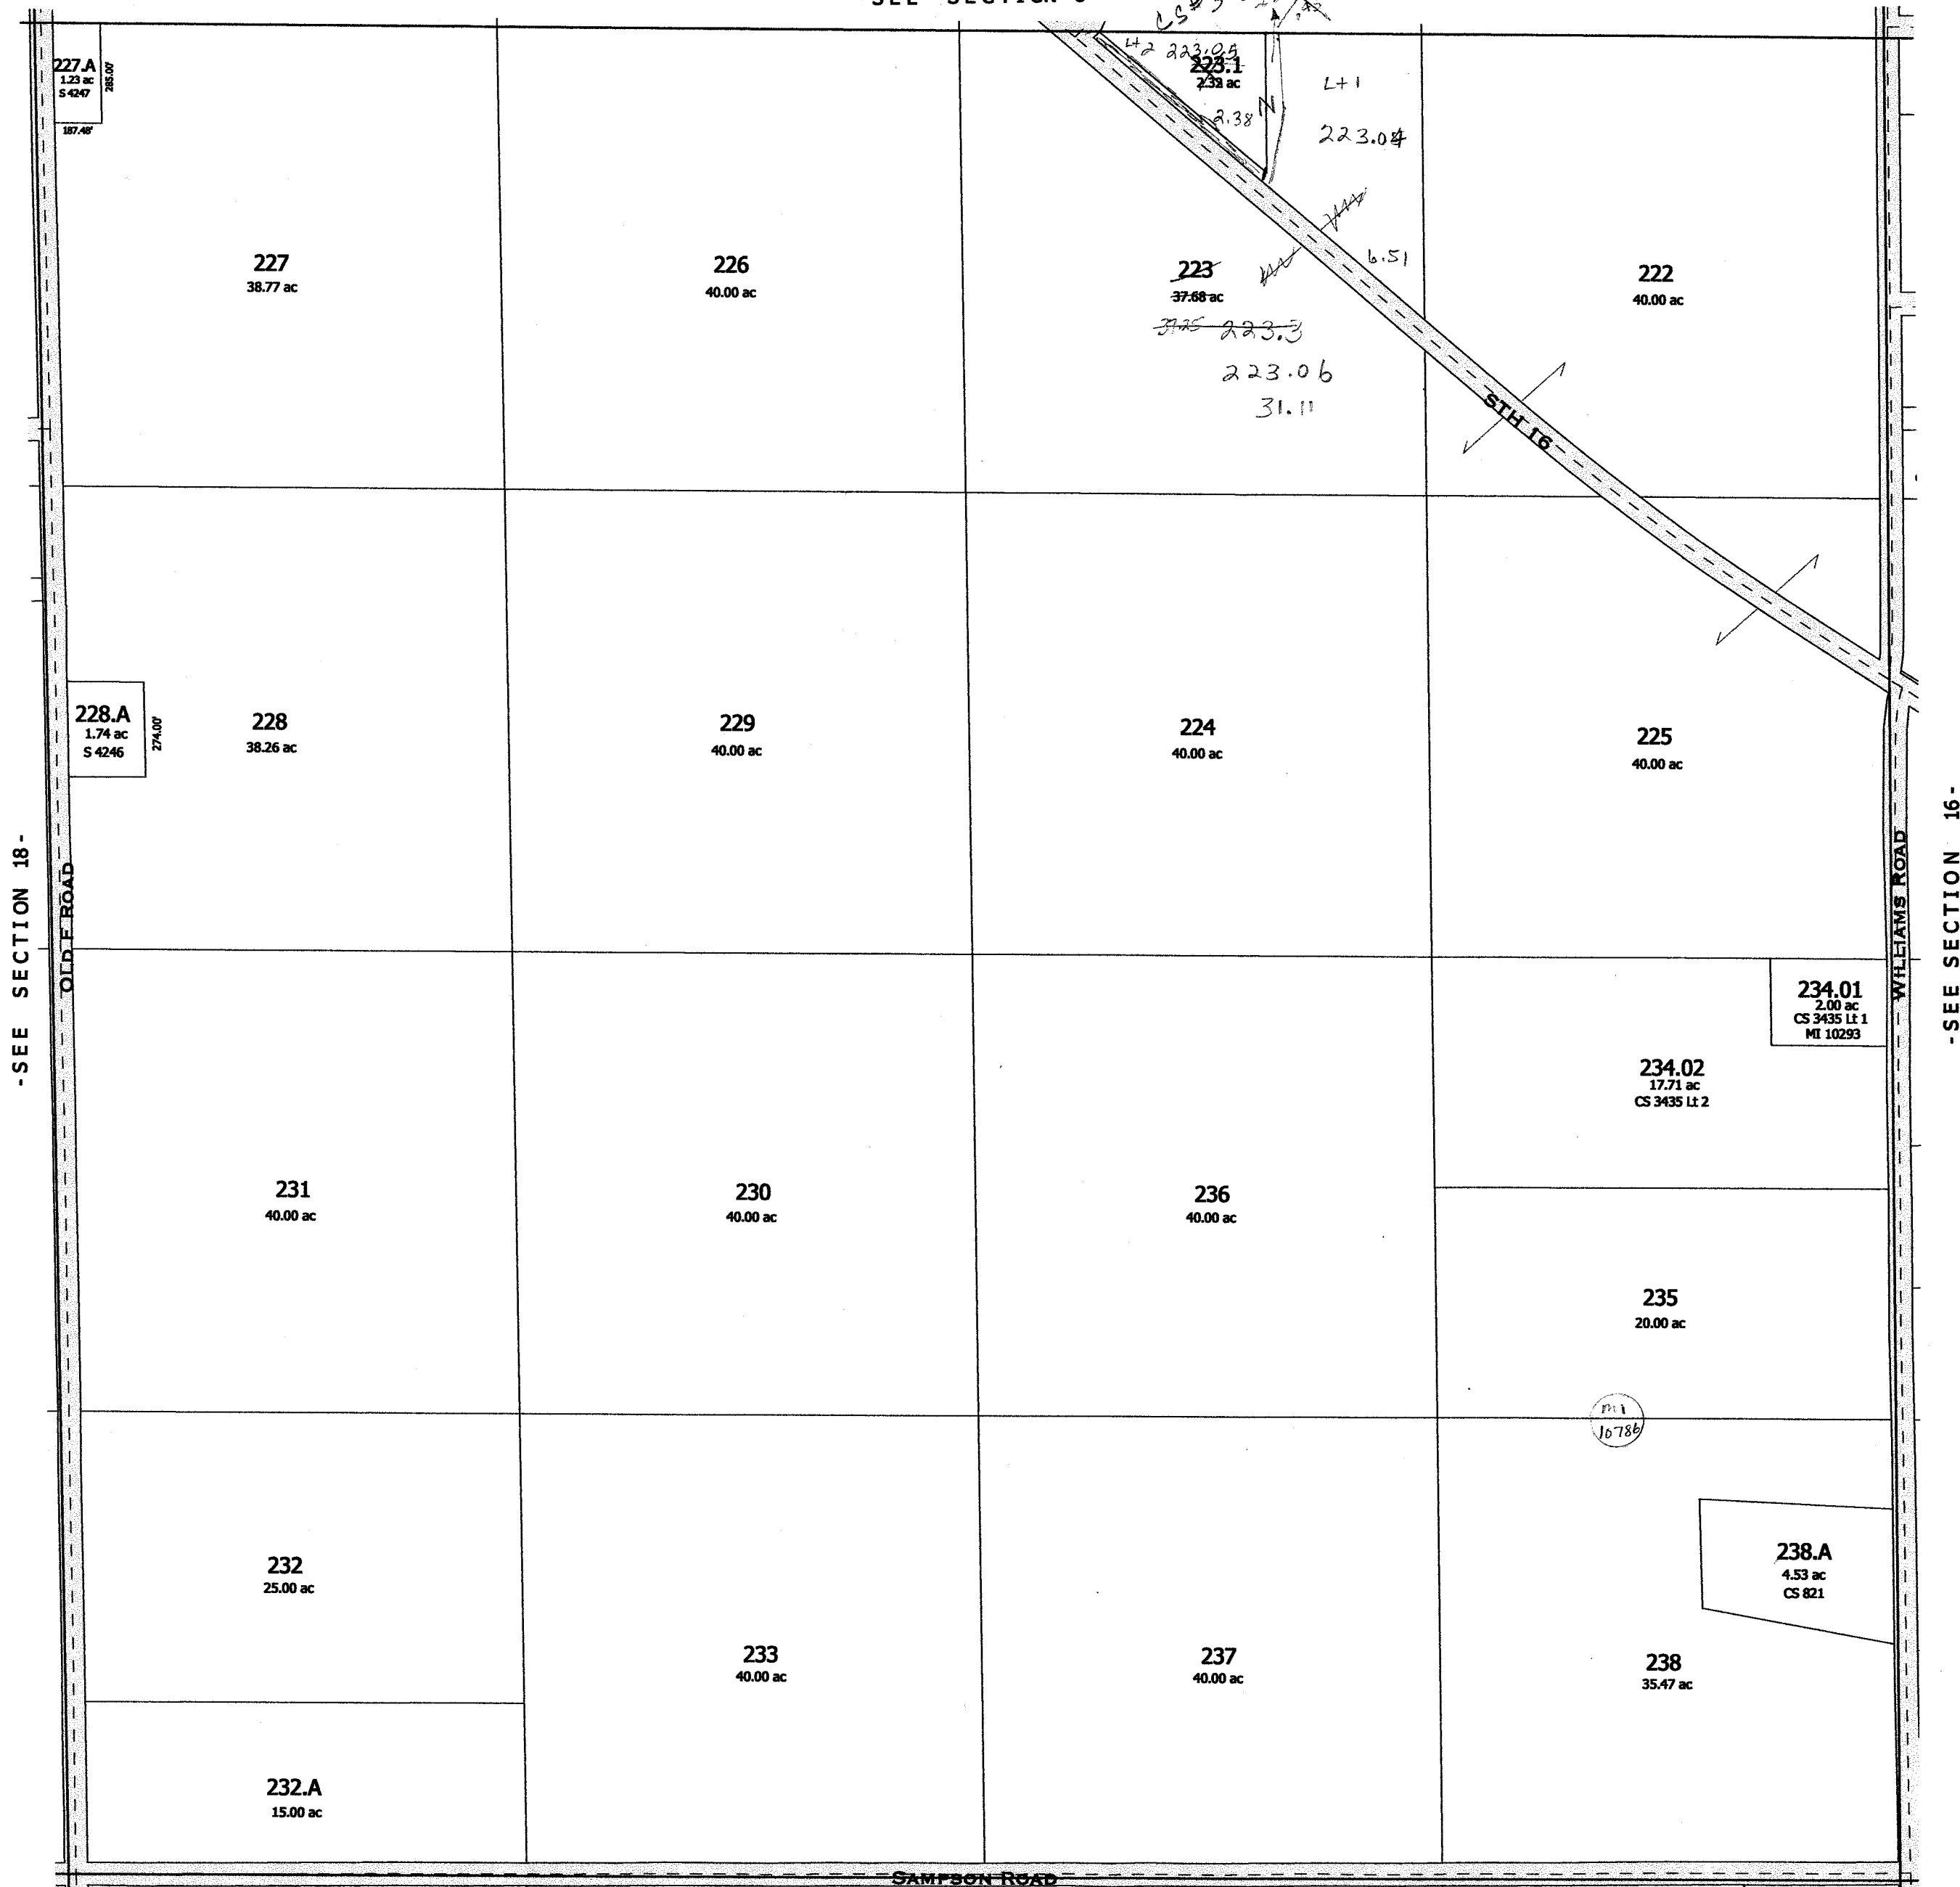 227.A
1.23 ac
S 4247
285.00'
187.48'
Lt 2 223.05
223.1
2.32 ac
2.38
Lt 1
223.04
227
38.77 ac
226
40.00 ac
223
37.68 ac
37.25 223.3
223.06
31.11
6.51
222
40.00 ac
STH 16
228.A
1.74 ac
S 4246
274.00'
228
38.26 ac
229
40.00 ac
224
40.00 ac
225
40.00 ac
-SEE SECTION 18-
OLD F ROAD
WILLIAMS ROAD
-SEE SECTION 16-
234.01
2.00 ac
CS 3435 Lt 1
MI 10293
234.02
17.71 ac
CS 3435 Lt 2
231
40.00 ac
230
40.00 ac
236
40.00 ac
235
20.00 ac
MI
10786
232
25.00 ac
238.A
4.53 ac
CS 821
233
40.00 ac
237
40.00 ac
238
35.47 ac
232.A
15.00 ac
SAMPSON ROAD